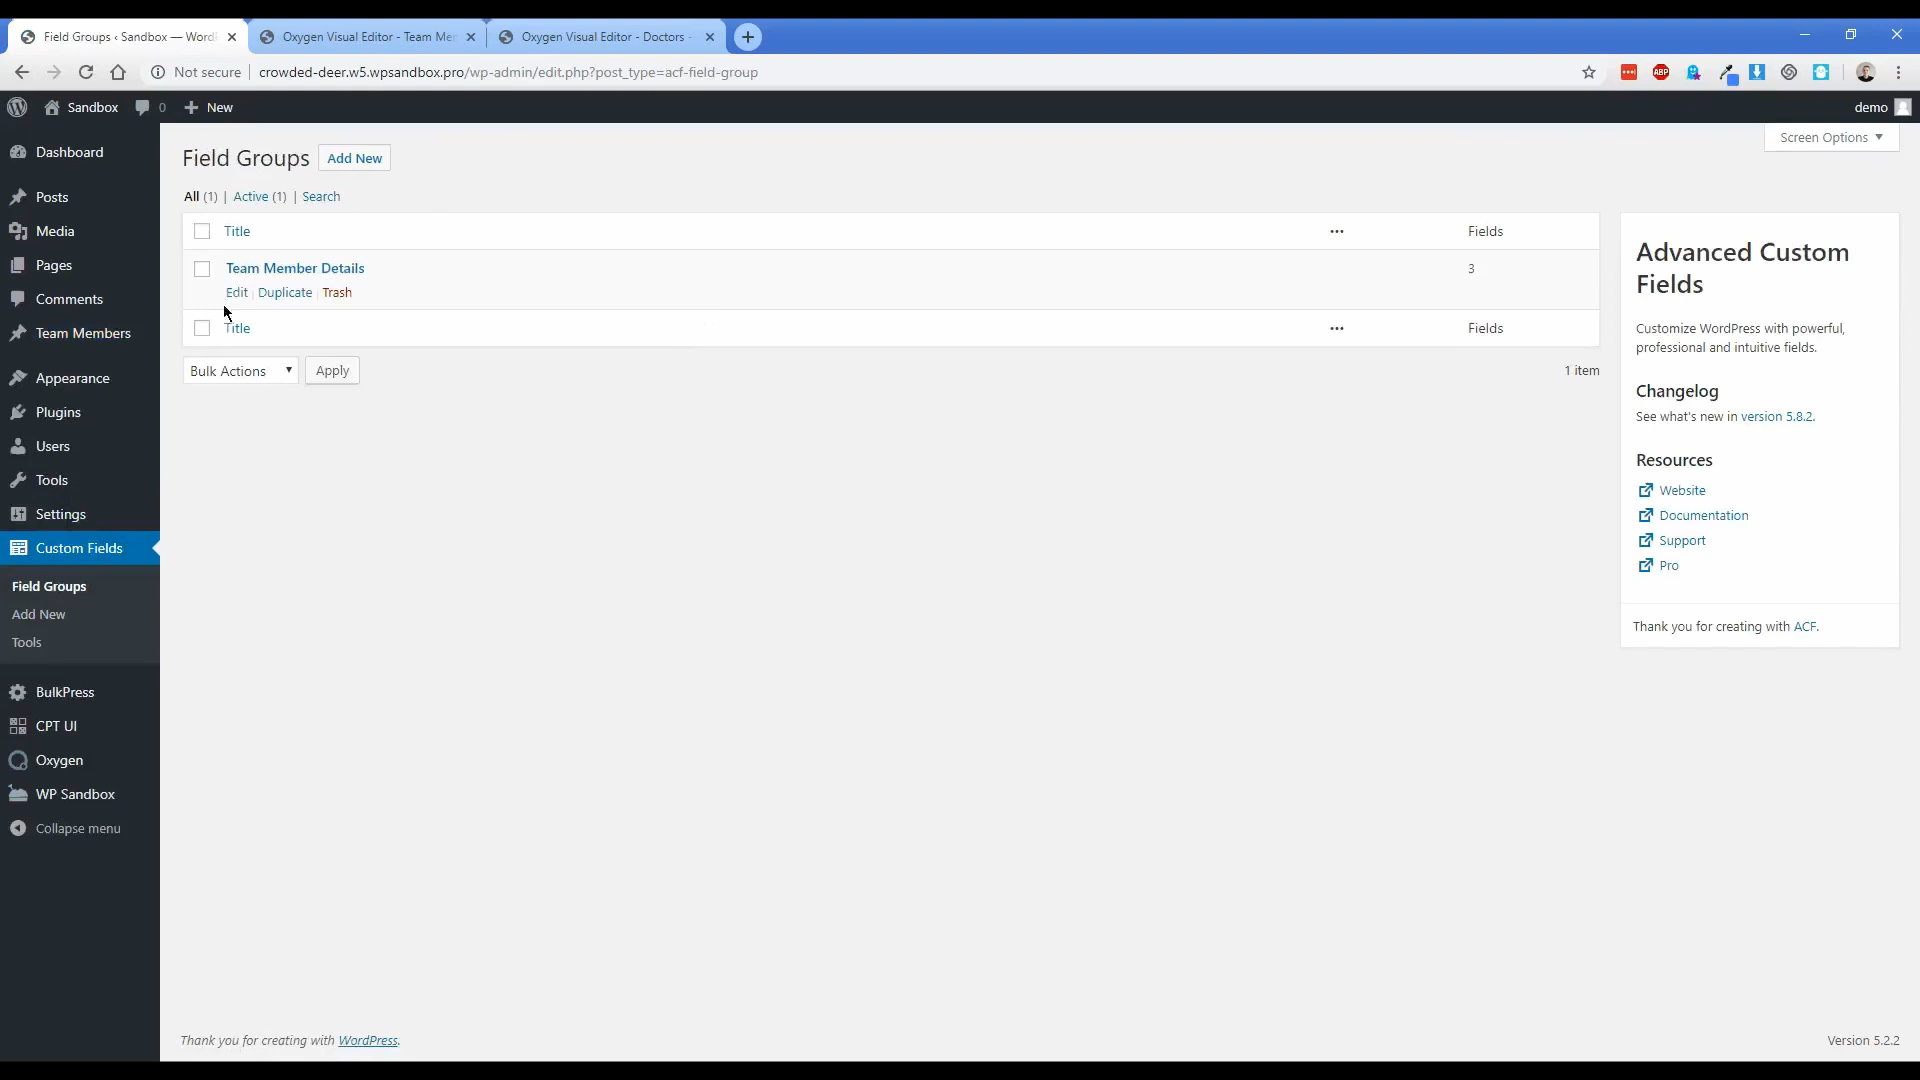 Field Groups ‹ Sandbox — Word
Oxygen Visual Editor - Team Mem
Oxygen Visual Editor - Doctors -
Not secure
crowded-deer.w5.wpsandbox.pro/wp-admin/edit.php?post_type=acf-field-group
ABP
Sandbox
0
New
demo
Dashboard
Posts
Media
Pages
Comments
Team Members
Appearance
Plugins
Users
Tools
Settings
Custom Fields
Field Groups
Add New
Tools
BulkPress
CPT UI
Oxygen
WP Sandbox
Collapse menu
Screen Options
Field Groups Add New
All (1) | Active (1) | Search
Title ••• Fields
Team Member Details 3
Edit | Duplicate | Trash
Title ••• Fields
Bulk Actions Apply 1 item
Advanced Custom
Fields
Customize WordPress with powerful,
professional and intuitive fields.
Changelog
See what's new in version 5.8.2.
Resources
Website
Documentation
Support
Pro
Thank you for creating with ACF.
Thank you for creating with WordPress.
Version 5.2.2